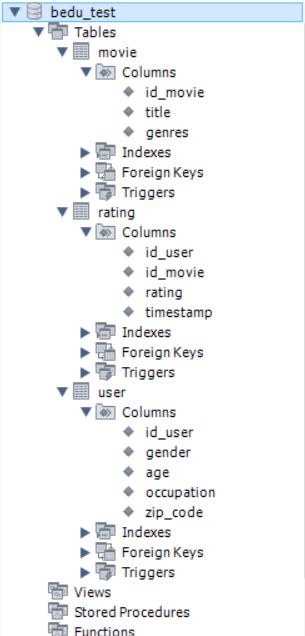 bedu_test
Tables
movie
Columns
id_movie
title
genres
Indexes
Foreign Keys
Triggers
rating
Columns
id_user
id_movie
rating
timestamp
Indexes
Foreign Keys
Triggers
user
Columns
id_user
gender
age
occupation
zip_code
Indexes
Foreign Keys
Triggers
Views
Stored Procedures
Functions